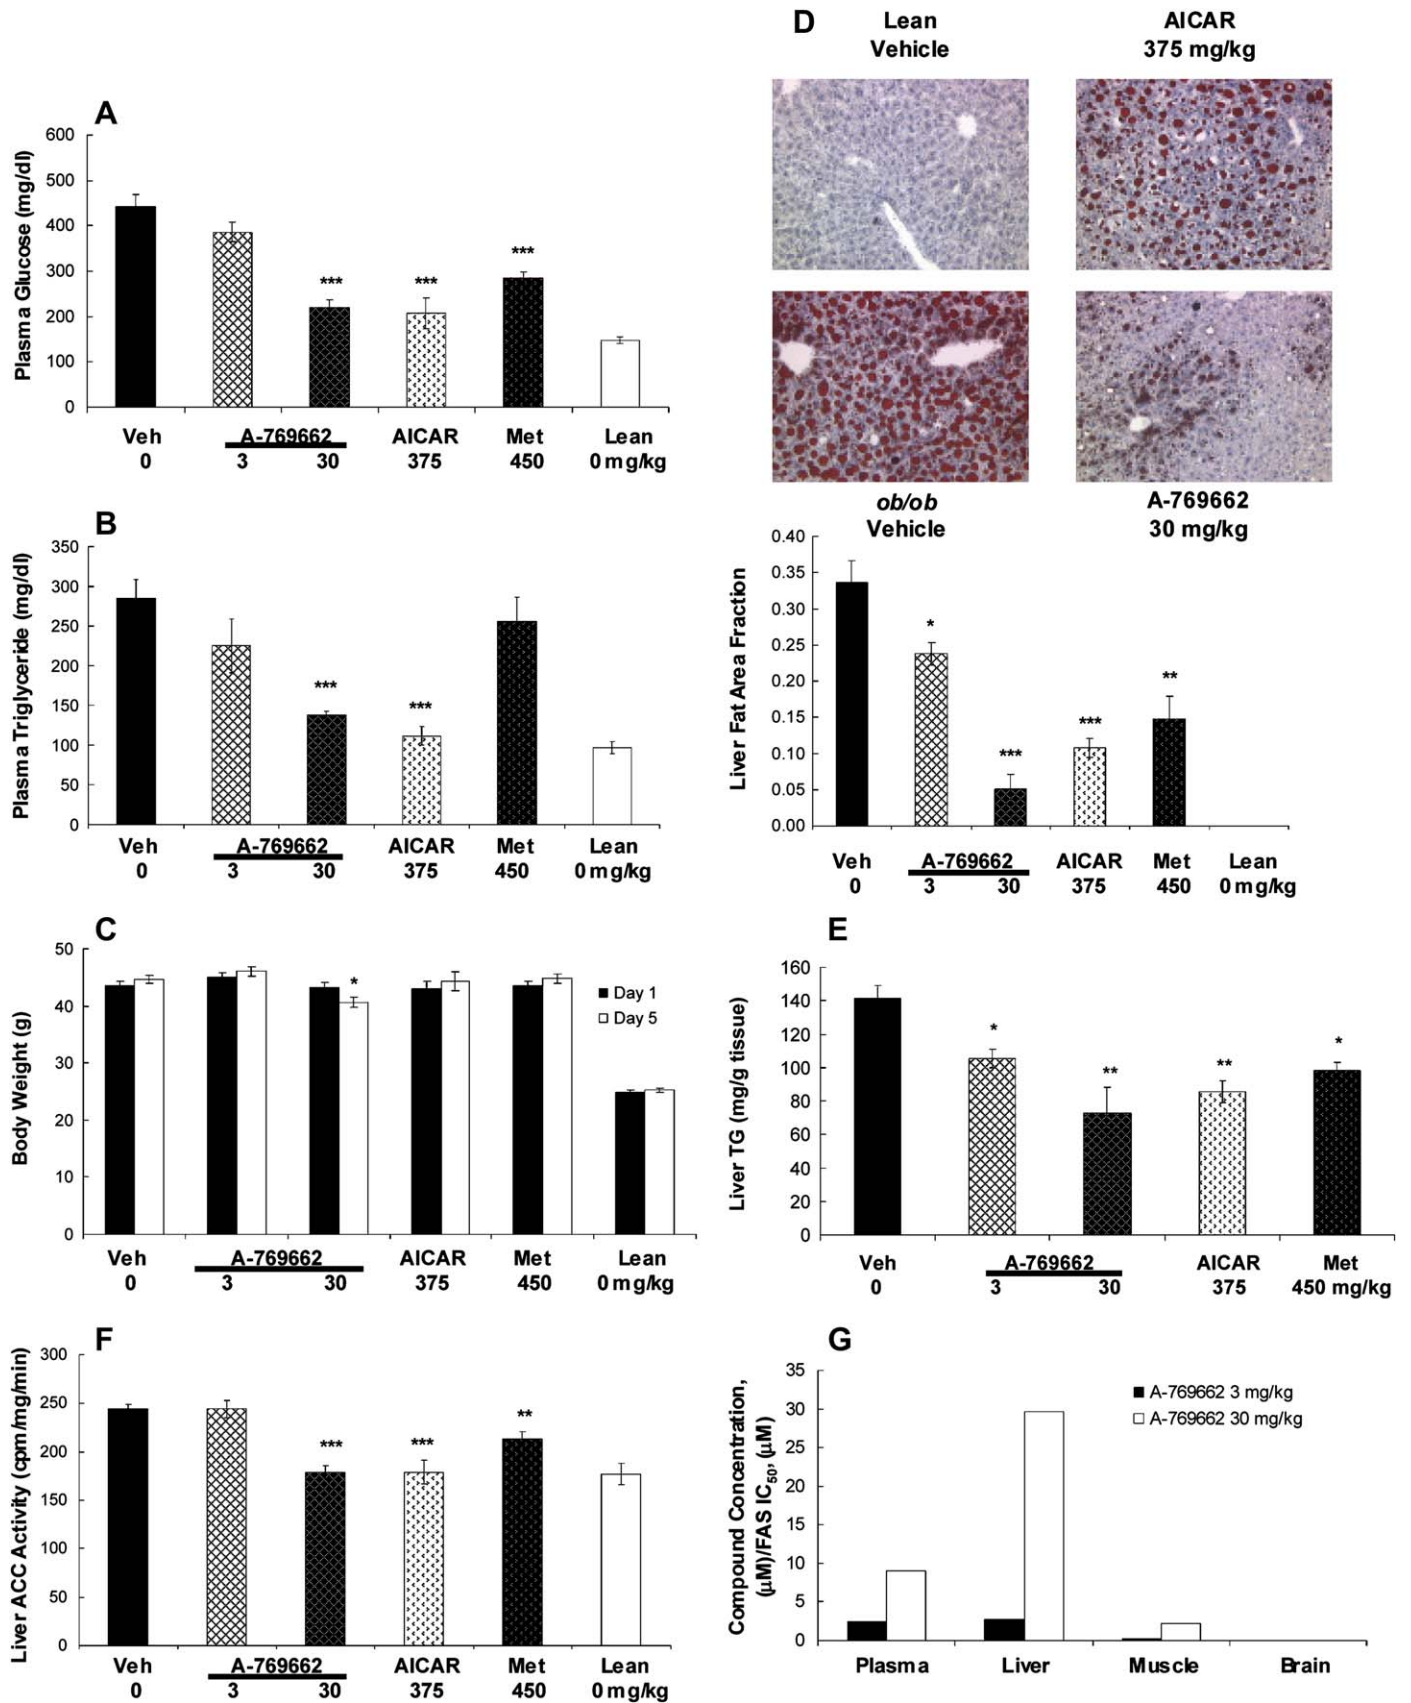 A
600
500
400
300
200
100
0
Plasma Glucose (mg/dl)
***
***
***
Veh A-769662 AICAR Met Lean
0 3 30 375 450 0 mg/kg
B
350
300
250
200
150
100
50
0
Plasma Triglyceride (mg/dl)
***
***
Veh A-769662 AICAR Met Lean
0 3 30 375 450 0 mg/kg
C
50
40
30
20
10
0
Body Weight (g)
*
Day 1
Day 5
Veh A-769662 AICAR Met Lean
0 3 30 375 450 0 mg/kg
D
Lean
Vehicle
AICAR
375 mg/kg
ob/ob
Vehicle
A-769662
30 mg/kg
0.40
0.35
0.30
0.25
0.20
0.15
0.10
0.05
0.00
Liver Fat Area Fraction
*
***
***
**
Veh A-769662 AICAR Met Lean
0 3 30 375 450 0 mg/kg
E
160
140
120
100
80
60
40
20
0
Liver TG (mg/g tissue)
*
**
**
*
Veh A-769662 AICAR Met
0 3 30 375 450 mg/kg
F
300
250
200
150
100
50
0
Liver ACC Activity (cpm/mg/min)
***
***
**
Veh A-769662 AICAR Met Lean
0 3 30 375 450 0 mg/kg
G
35
30
25
20
15
10
5
0
Compound Concentration,
(μM)/FAS IC50, (μM)
A-769662 3 mg/kg
A-769662 30 mg/kg
Plasma Liver Muscle Brain